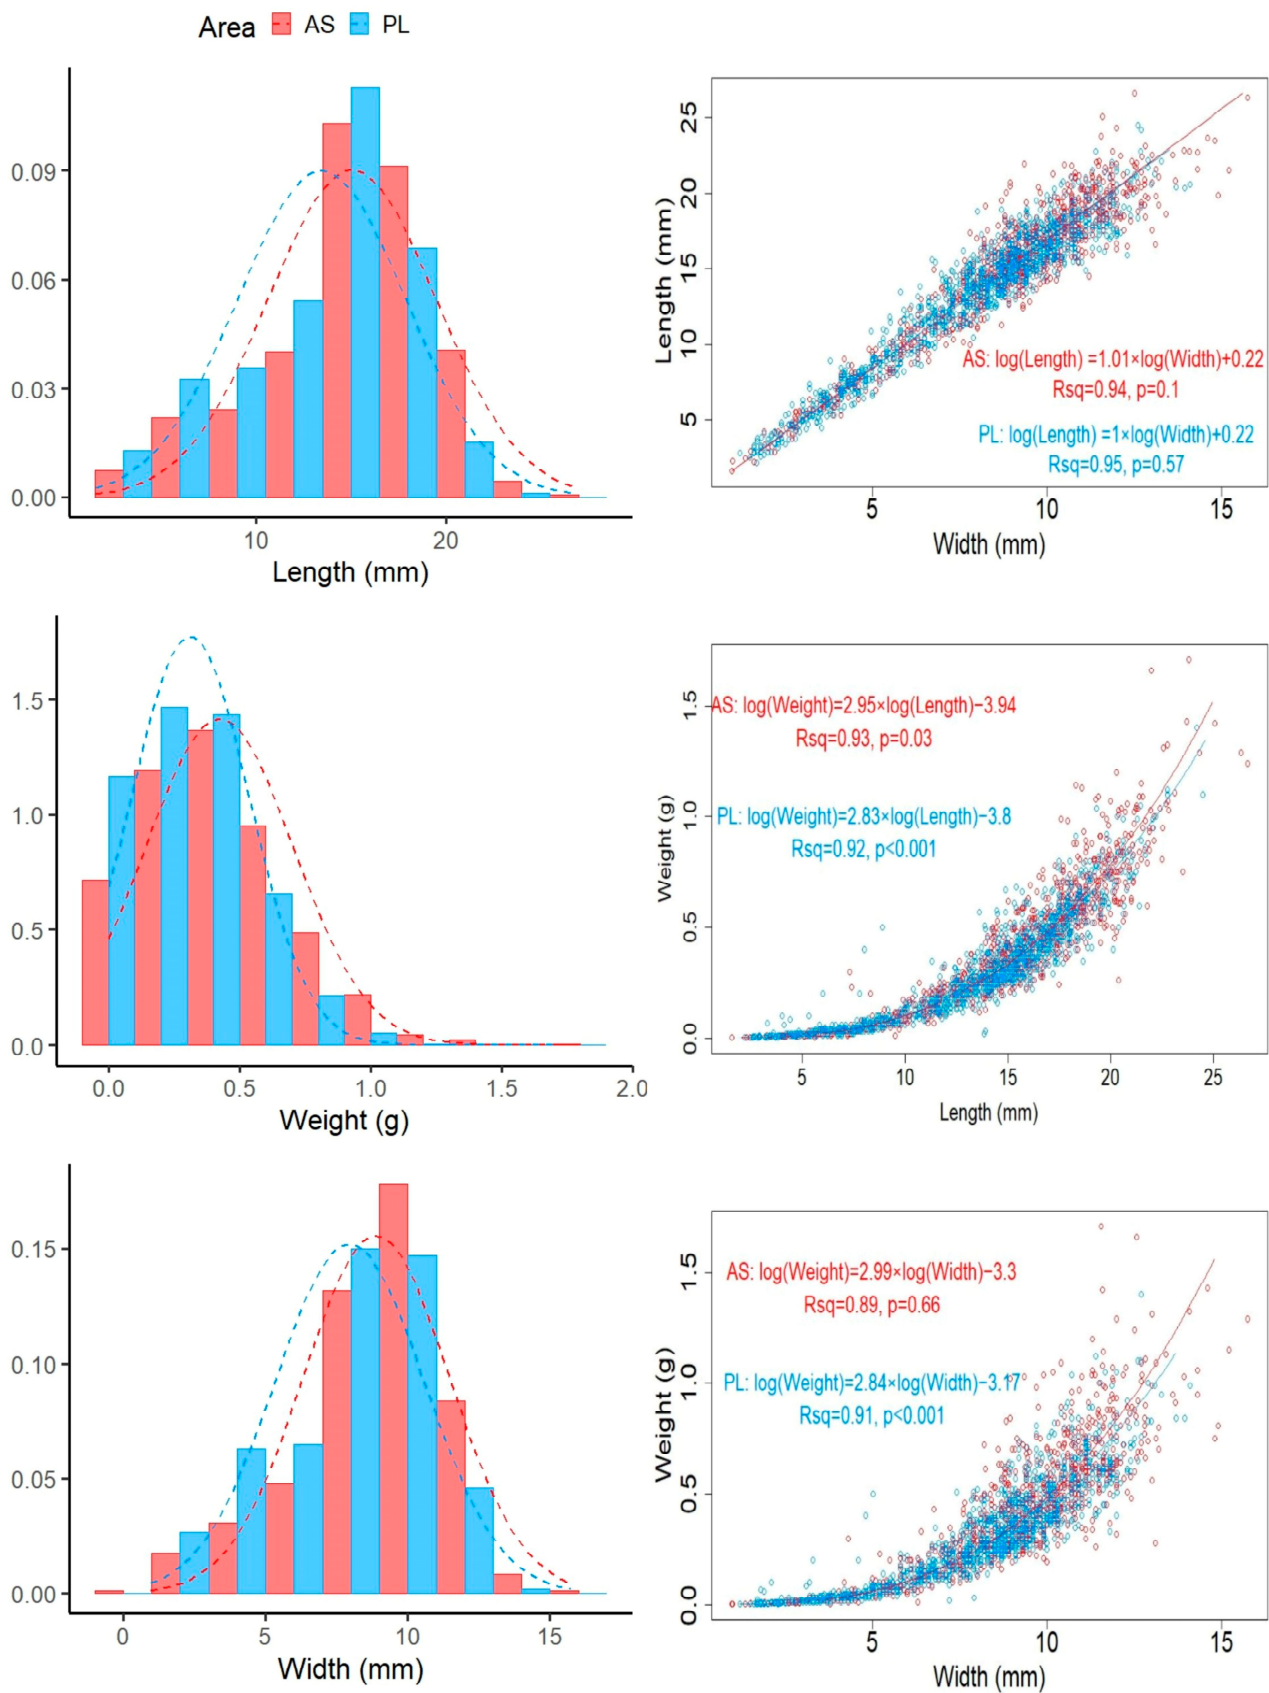 Area AS PL
0.09
0.06
0.03
0.00
10 20
Length (mm)
25
20
15
10
5
Length (mm)
AS: log(Length) =1.01×log(Width)+0.22
Rsq=0.94, p=0.1
PL: log(Length) =1×log(Width)+0.22
Rsq=0.95, p=0.57
5 10 15
Width (mm)
1.5
1.0
0.5
0.0
0.0 0.5 1.0 1.5 2.0
Weight (g)
1.5
1.0
0.5
0.0
Weight (g)
AS: log(Weight)=2.95×log(Length)−3.94
Rsq=0.93, p=0.03
PL: log(Weight)=2.83×log(Length)−3.8
Rsq=0.92, p<0.001
5 10 15 20 25
Length (mm)
0.15
0.10
0.05
0.00
0 5 10 15
Width (mm)
1.5
1.0
0.5
0.0
Weight (g)
AS: log(Weight)=2.99×log(Width)−3.3
Rsq=0.89, p=0.66
PL: log(Weight)=2.84×log(Width)−3.17
Rsq=0.91, p<0.001
5 10 15
Width (mm)